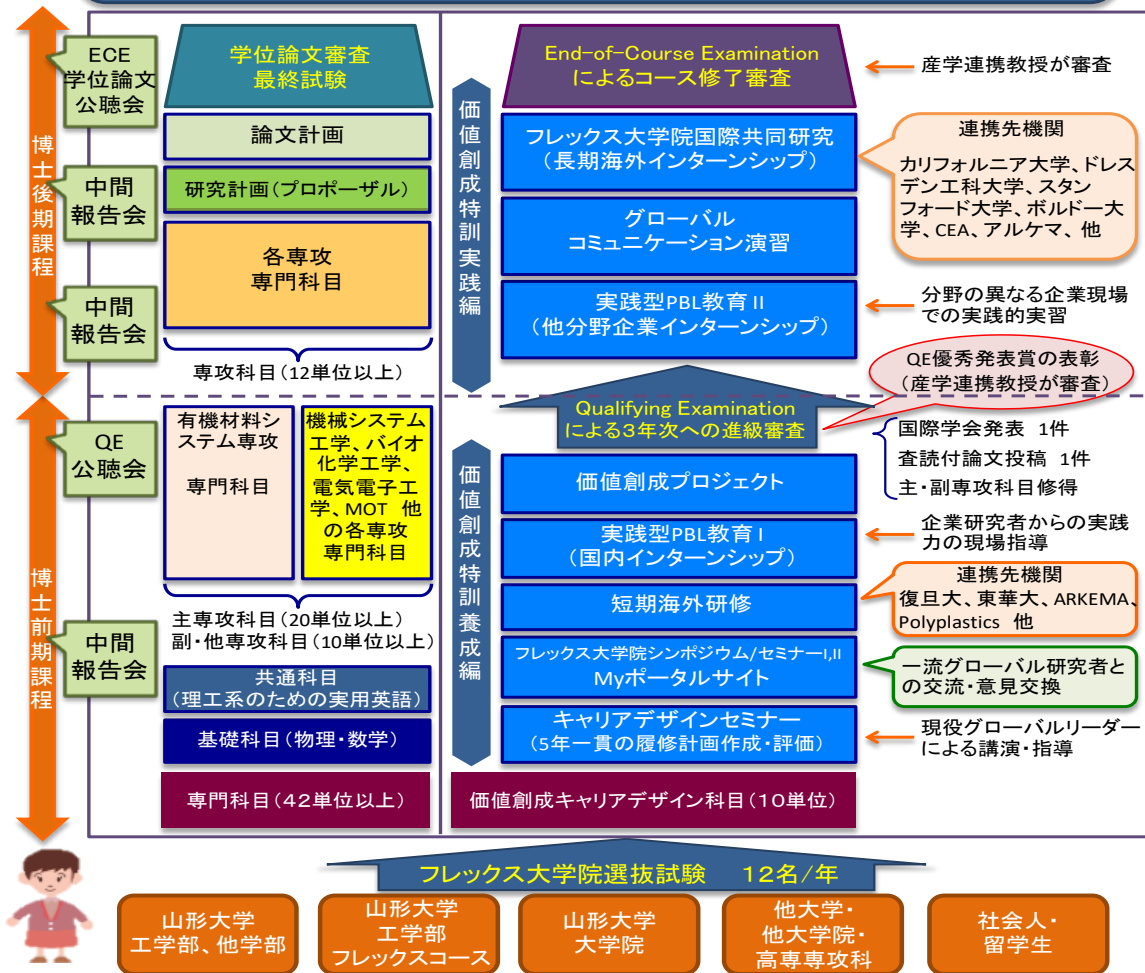 博士後期課程
博士前期課程
ECE
学位論文
公聴会
中間
報告会
中間
報告会
QE
公聴会
中間
報告会
学位論文審査
最終試験
論文計画
研究計画(プロポーザル)
各専攻
専門科目
専攻科目(12単位以上)
有機材料シ
ステム専攻
専門科目
機械システム
工学、バイオ
化学工学、
電気電子工
学、MOT 他
の各専攻
専門科目
主専攻科目(20単位以上)
副・他専攻科目(10単位以上)
共通科目
(理工系のための実用英語)
基礎科目(物理・数学)
専門科目(42単位以上)
価値創成特訓実践編
価値創成特訓養成編
End-of-Course Examination
によるコース修了審査
フレックス大学院国際共同研究
(長期海外インターンシップ)
グローバル
コミュニケーション演習
実践型PBL教育Ⅱ
(他分野企業インターンシップ)
Qualifying Examination
による3年次への進級審査
価値創成プロジェクト
実践型PBL教育Ⅰ
(国内インターンシップ)
短期海外研修
フレックス大学院シンポジウム/セミナーI,II
Myポータルサイト
キャリアデザインセミナー
(5年一貫の履修計画作成・評価)
価値創成キャリアデザイン科目(10単位)
産学連携教授が審査
連携先機関
カリフォルニア大学、ドレス
デン工科大学、スタン
フォード大学、ボルドー大
学、CEA、アルケマ、他
分野の異なる企業現場
での実践的実習
QE優秀発表賞の表彰
(産学連携教授が審査)
国際学会発表 1件
査読付論文投稿 1件
主・副専攻科目修得
企業研究者からの実践
力の現場指導
連携先機関
復旦大、東華大、ARKEMA、
Polyplastics 他
一流グローバル研究者と
の交流・意見交換
現役グローバルリーダー
による講演・指導
フレックス大学院選抜試験 12名/年
山形大学
工学部、他学部
山形大学
工学部
フレックスコース
山形大学
大学院
他大学・
他大学院・
高専専攻科
社会人・
留学生